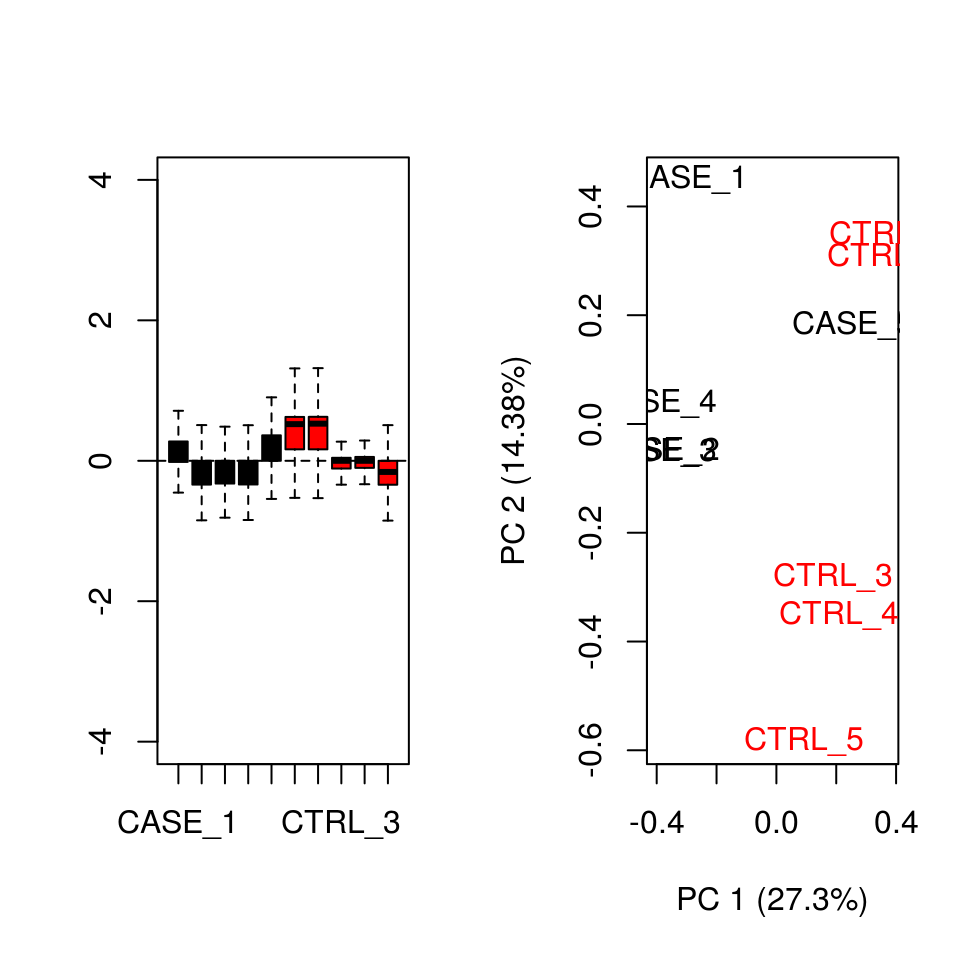 4
2
0
-2
-4
CASE_1 CTRL_3
PC 2 (14.38%)
0.4
0.2
0.0
-0.2
-0.4
-0.6
ASE_1
CTRL
CTRL
CASE_
SE_4
CTRL_3
CTRL_4
CTRL_5
-0.4 0.0 0.4
PC 1 (27.3%)